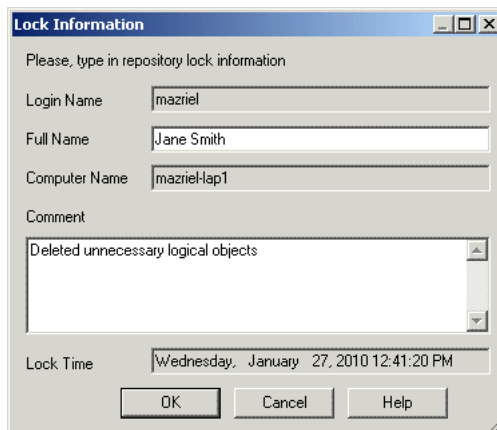 Lock Information
Please, type in repository lock information
Login Name mazriel
Full Name Jane Smith
Computer Name mazriel-lap1
Comment
Deleted unnecessary logical objects
Lock Time Wednesday, January 27, 2010 12:41:20 PM
OK Cancel Help